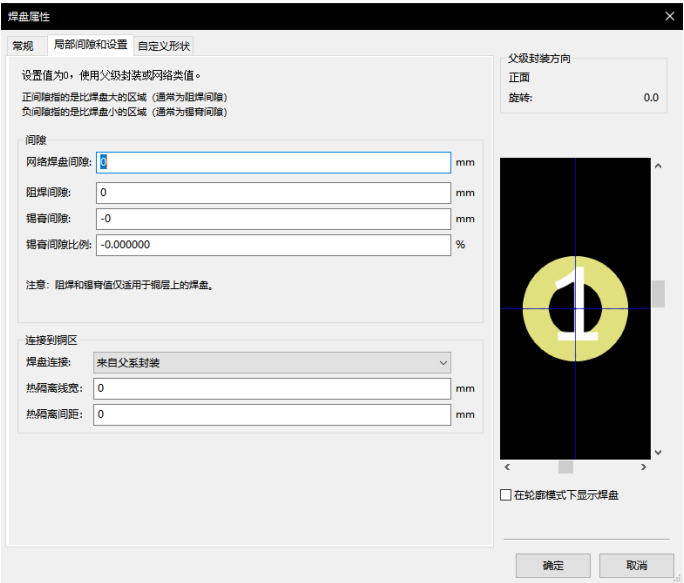 焊盘属性
常规 局部间隙和设置 自定义形状
设置值为0，使用父级封装或网络类值。
正间隙指的是比焊盘大的区域（通常为阻焊间隙）
负间隙指的是比焊盘小的区域（通常为锡膏间隙）
间隙
网络焊盘间隙: 0 mm
阻焊间隙: 0 mm
锡膏间隙: -0 mm
锡膏间隙比例: -0.000000 %
注意：阻焊和锡膏值仅适用于铜层上的焊盘。
连接到铜区
焊盘连接: 来自父系封装
热隔离线宽: 0 mm
热隔离间距: 0 mm
父级封装方向
正面
旋转: 0.0
1
在轮廓模式下显示焊盘
确定 取消